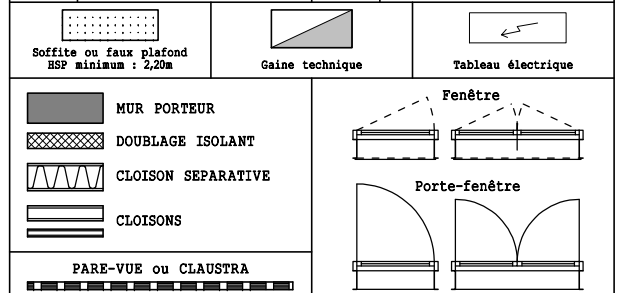 Soffite ou faux plafond
HSP minimum : 2,20m
Gaine technique
Tableau électrique
MUR PORTEUR
DOUBLAGE ISOLANT
CLOISON SEPARATIVE
CLOISONS
PARE-VUE ou CLAUSTRA
Fenêtre
Porte-fenêtre